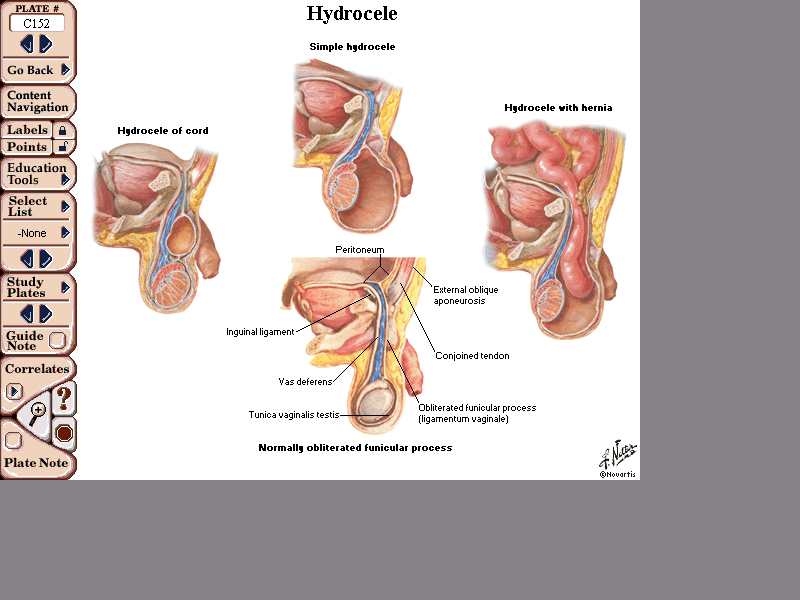 PLATE #
C152
Go Back
Content
Navigation
Labels
Points
Education
Tools
Select
List
-None
Study
Plates
Guide
Note
Correlates
?
Plate Note
Hydrocele
Simple hydrocele
Hydrocele with hernia
Hydrocele of cord
Peritoneum
External oblique
aponeurosis
Inguinal ligament
Conjoined tendon
Vas deferens
Obliterated funicular process
(ligamentum vaginale)
Tunica vaginalis testis
Normally obliterated funicular process
F. Netter
©Novartis